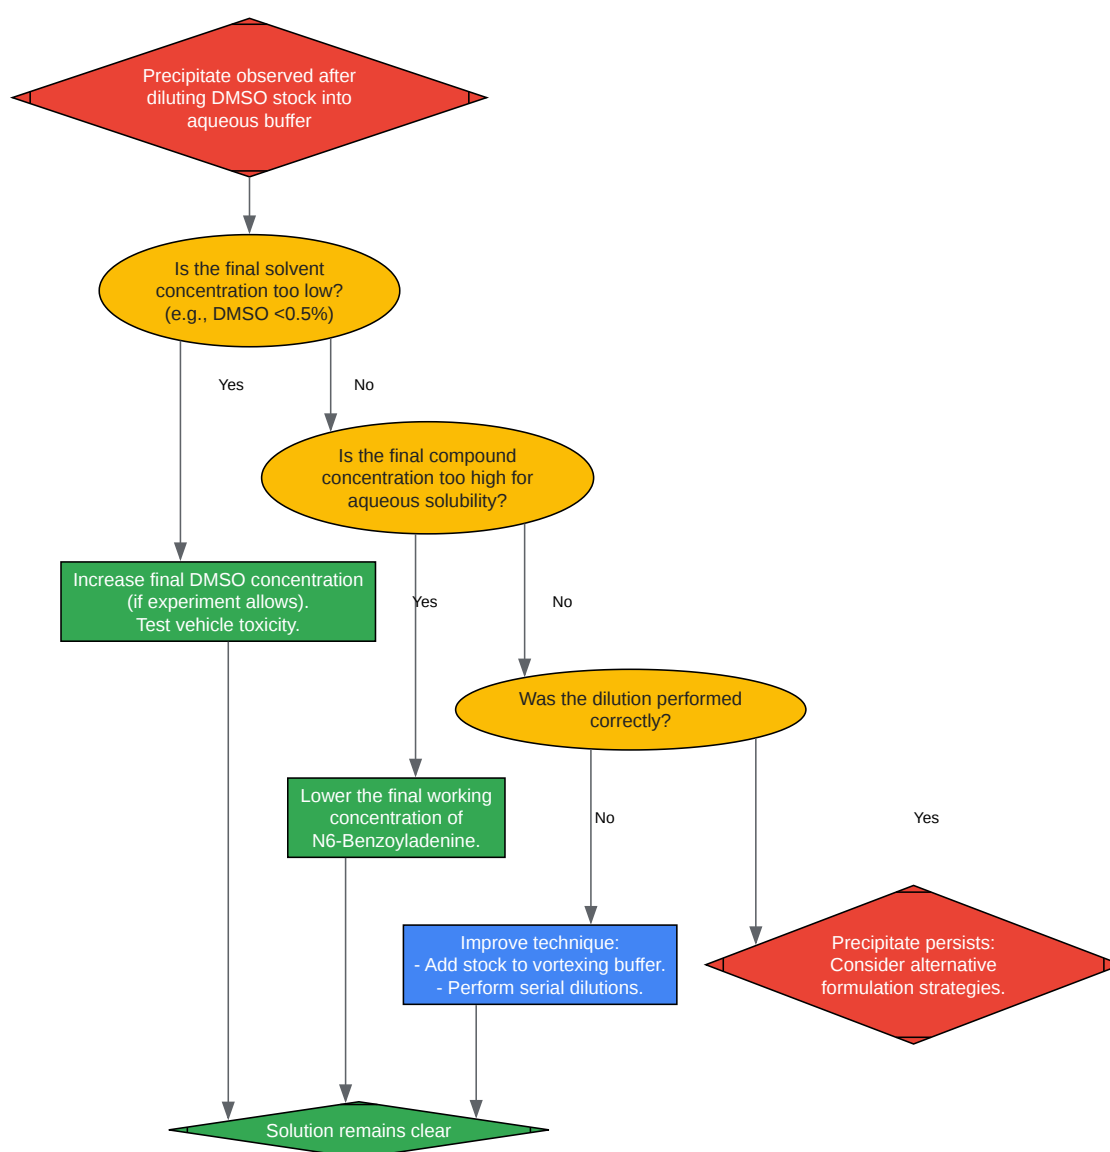 Precipitate observed after
diluting DMSO stock into
aqueous buffer
Is the final solvent
concentration too low?
(e.g., DMSO <0.5%)
Yes
No
Is the final compound
concentration too high for
aqueous solubility?
Increase final DMSO concentration
(if experiment allows).
Test vehicle toxicity.
Yes
No
Was the dilution performed
correctly?
Lower the final working
concentration of
N6-Benzoyladenine.
No
Yes
Improve technique:
- Add stock to vortexing buffer.
- Perform serial dilutions.
Precipitate persists:
Consider alternative
formulation strategies.
Solution remains clear